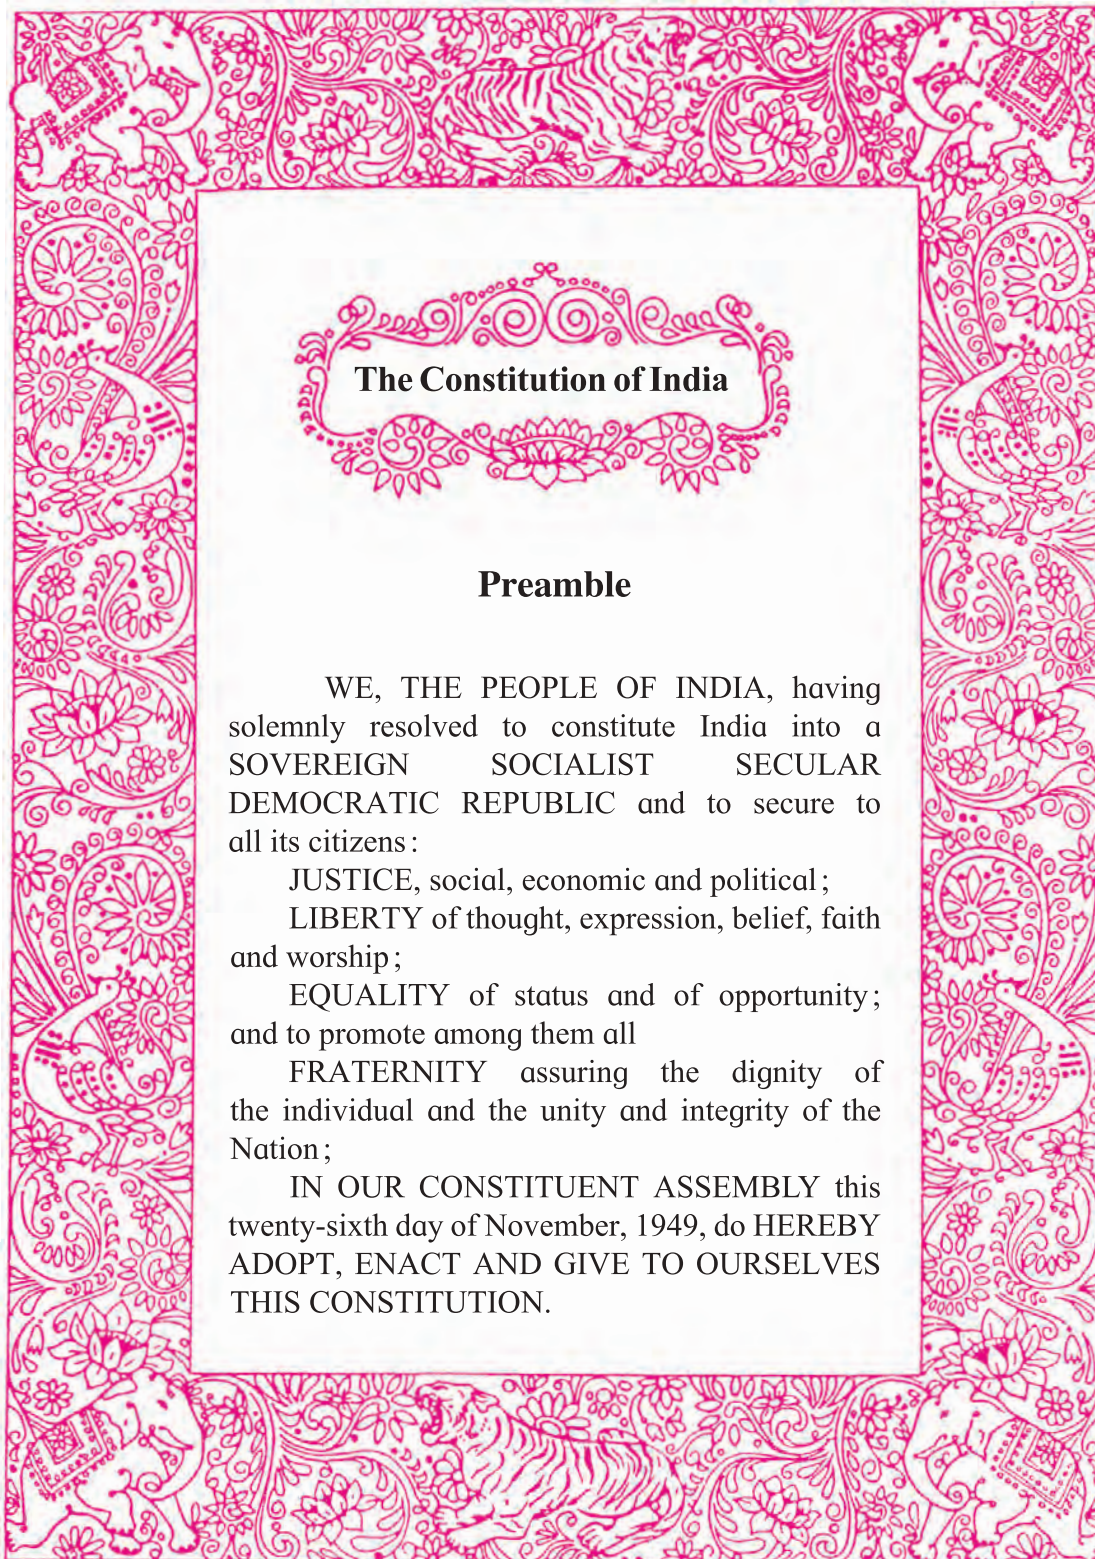 The Constitution of India
Preamble
WE, THE PEOPLE OF INDIA, having
solemnly resolved to constitute India into a
SOVEREIGN SOCIALIST SECULAR
DEMOCRATIC REPUBLIC and to secure to
all its citizens :
JUSTICE, social, economic and political ;
LIBERTY of thought, expression, belief, faith
and worship ;
EQUALITY of status and of opportunity ;
and to promote among them all
FRATERNITY assuring the dignity of
the individual and the unity and integrity of the
Nation ;
IN OUR CONSTITUENT ASSEMBLY this
twenty-sixth day of November, 1949, do HEREBY
ADOPT, ENACT AND GIVE TO OURSELVES
THIS CONSTITUTION.